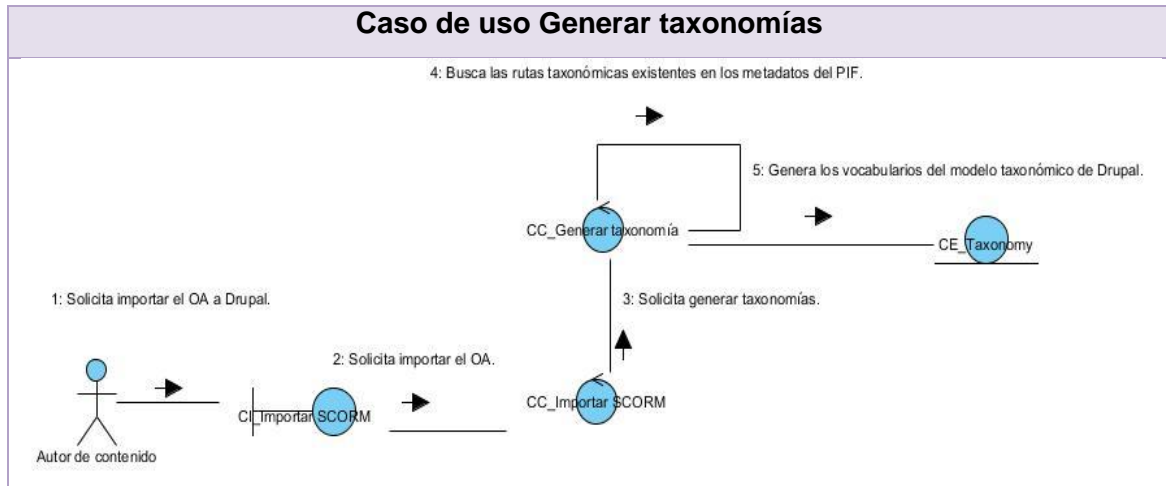 Caso de uso Generar taxonomías
4: Busca las rutas taxonómicas existentes en los metadatos del PIF.
5: Genera los vocabularios del modelo taxonómico de Drupal.
CC_Generar taxonomía
CE_Taxonomy
1: Solicita importar el OA a Drupal.
3: Solicita generar taxonomías.
2: Solicita importar el OA.
CI_Importar SCORM
CC_Importar SCORM
Autor de contenido